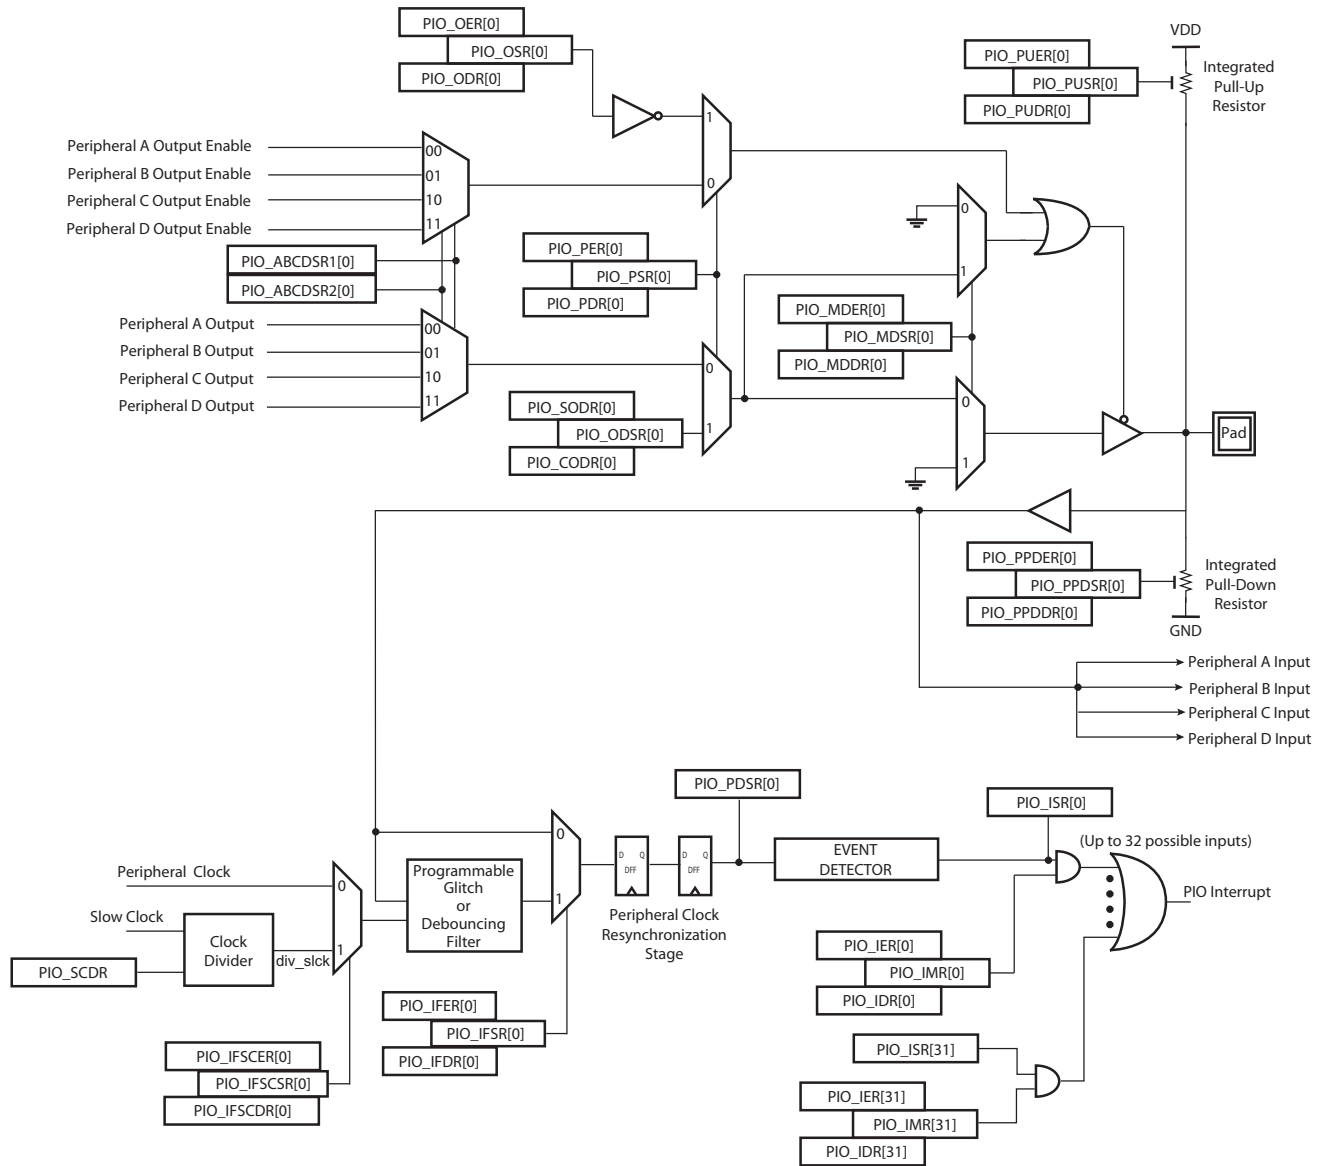 PIO_OER[0]
PIO_OSR[0]
PIO_ODR[0]
VDD
PIO_PUER[0]
PIO_PUSR[0]
PIO_PUDR[0]
Integrated
Pull-Up
Resistor
1
0
Peripheral A Output Enable
Peripheral B Output Enable
Peripheral C Output Enable
Peripheral D Output Enable
00
01
10
11
PIO_ABCDSR1[0]
PIO_ABCDSR2[0]
PIO_PER[0]
PIO_PSR[0]
PIO_PDR[0]
0
1
PIO_MDER[0]
PIO_MDSR[0]
PIO_MDDR[0]
Peripheral A Output
Peripheral B Output
Peripheral C Output
Peripheral D Output
00
01
10
11
0
1
PIO_SODR[0]
PIO_ODSR[0]
PIO_CODR[0]
0
1
Pad
PIO_PPDER[0]
PIO_PPDSR[0]
PIO_PPDDR[0]
Integrated
Pull-Down
Resistor
GND
Peripheral A Input
Peripheral B Input
Peripheral C Input
Peripheral D Input
PIO_PDSR[0]
PIO_ISR[0]
(Up to 32 possible inputs)
0
1
D Q
DFF
D Q
DFF
EVENT
DETECTOR
PIO Interrupt
Peripheral Clock
Resynchronization
Stage
Peripheral Clock
Slow Clock
Clock
Divider
div_slck
PIO_SCDR
0
1
Programmable
Glitch
or
Debouncing
Filter
PIO_IER[0]
PIO_IMR[0]
PIO_IDR[0]
PIO_IFER[0]
PIO_IFSR[0]
PIO_IFDR[0]
PIO_IFSCER[0]
PIO_IFSCSR[0]
PIO_IFSCDR[0]
PIO_ISR[31]
PIO_IER[31]
PIO_IMR[31]
PIO_IDR[31]